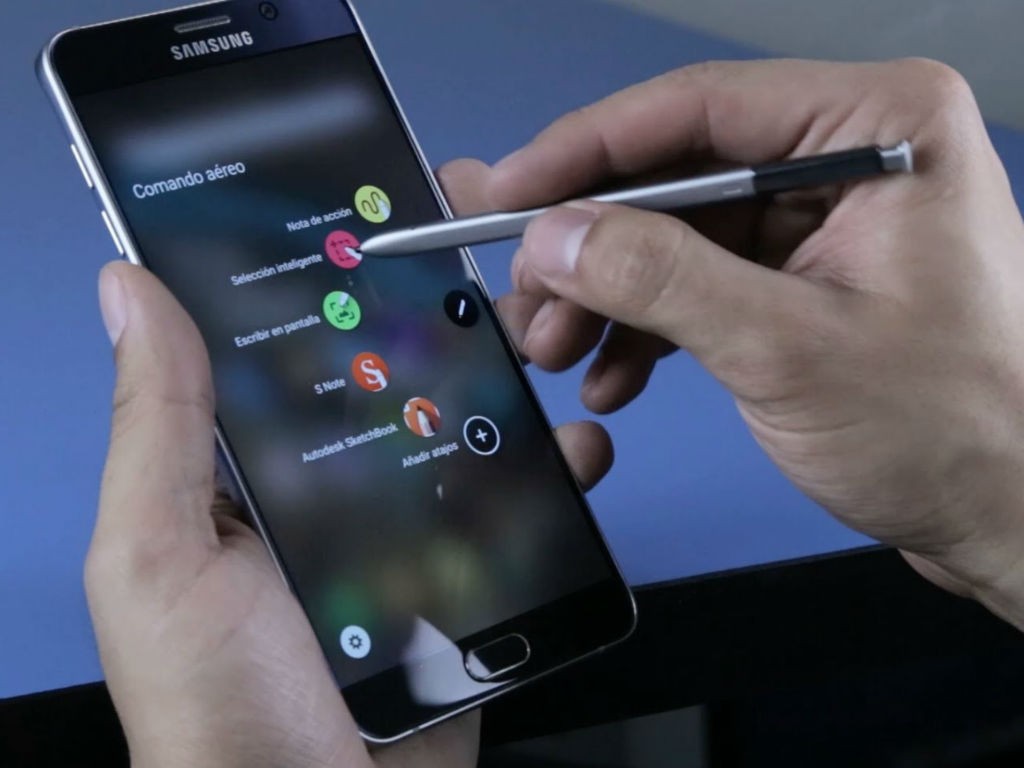 SAMSUNG
Comando aéreo
Nota de acción
Selección inteligente
Escribir en pantalla
S Note
Autodesk SketchBook
Añadir atajos